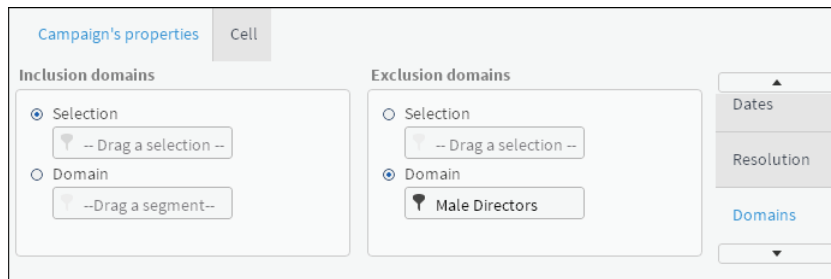 Campaign's properties Cell
Inclusion domains
Selection
-- Drag a selection --
Domain
--Drag a segment--
Exclusion domains
Selection
-- Drag a selection --
Domain
Male Directors
Dates
Resolution
Domains